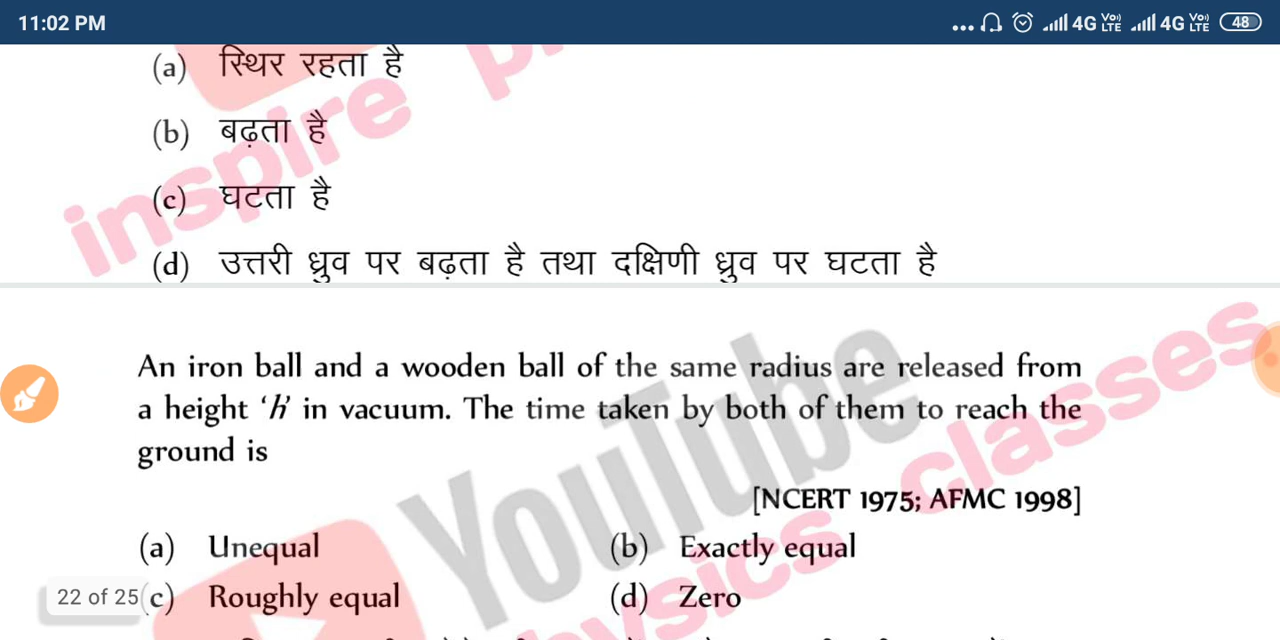 11:02 PM
... 4G VoLTE 4G VoLTE 48
(a) स्थिर रहता है
(b) बढ़ता है
(c) घटता है
(d) उत्तरी ध्रुव पर बढ़ता है तथा दक्षिणी ध्रुव पर घटता है
inspire
An iron ball and a wooden ball of the same radius are released from
a height ‘h’ in vacuum. The time taken by both of them to reach the
ground is
[NCERT 1975; AFMC 1998]
(a) Unequal (b) Exactly equal
(c) Roughly equal (d) Zero
22 of 25
YouTube
classes